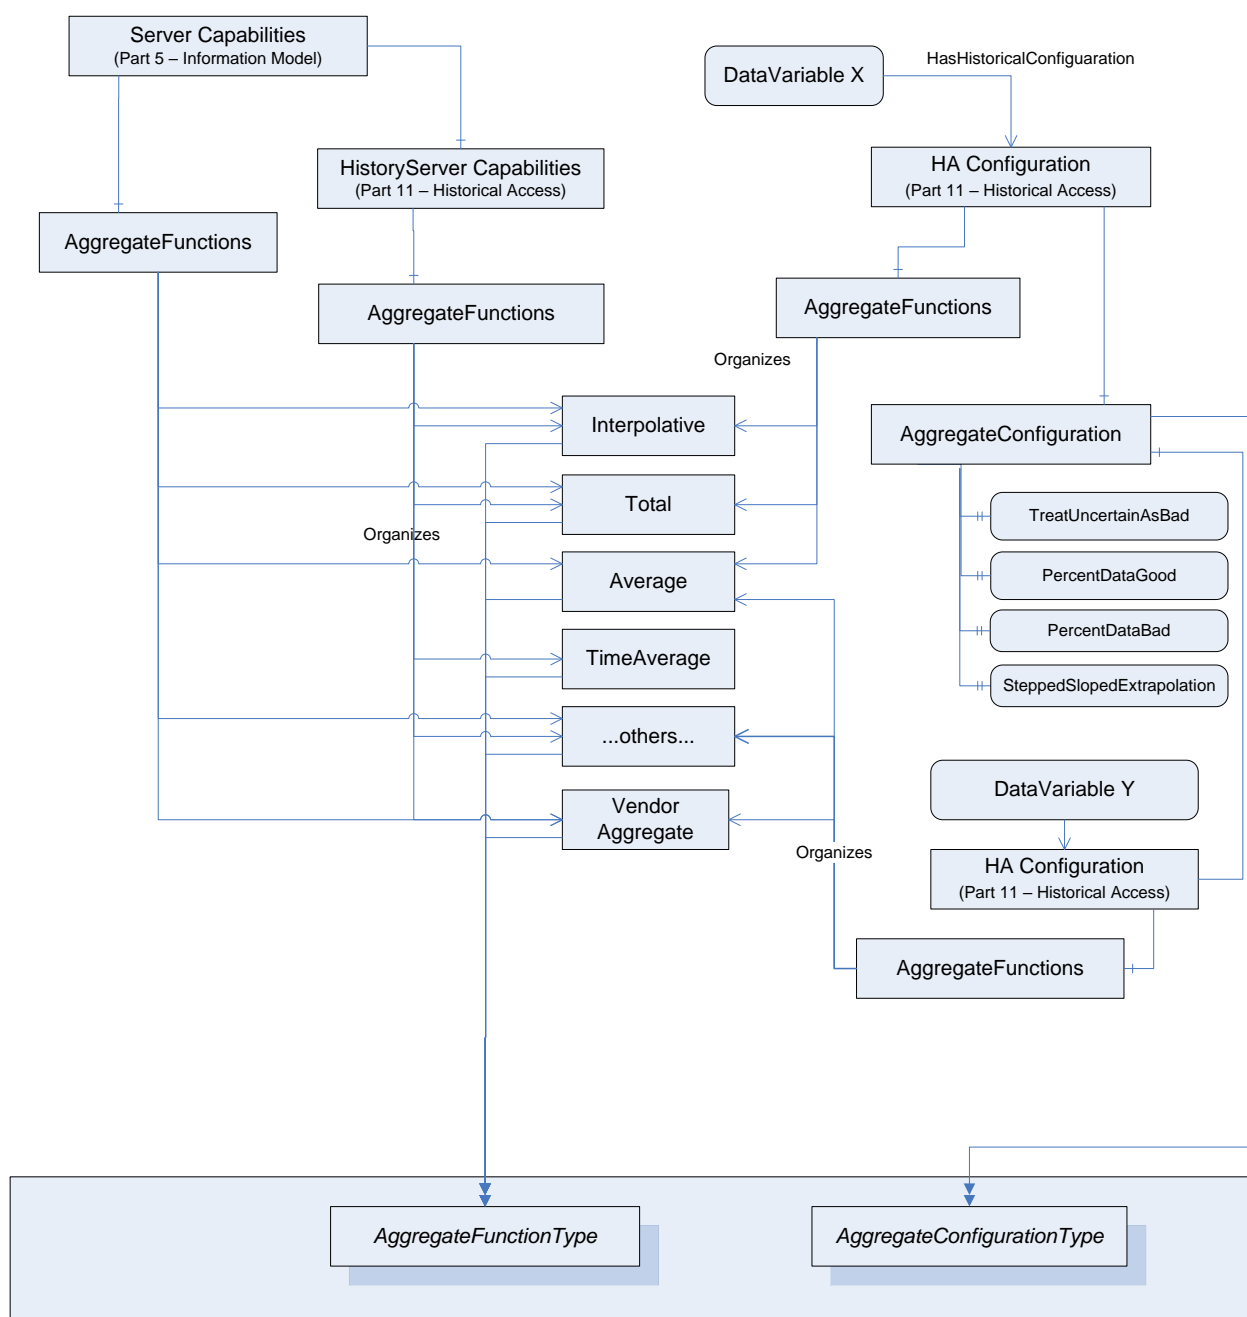 Server Capabilities
(Part 5 – Information Model)
DataVariable X
HasHistoricalConfiguaration
HistoryServer Capabilities
(Part 11 – Historical Access)
HA Configuration
(Part 11 – Historical Access)
AggregateFunctions
AggregateFunctions
AggregateFunctions
Organizes
Interpolative
AggregateConfiguration
Total
TreatUncertainAsBad
Organizes
Average
PercentDataGood
PercentDataBad
TimeAverage
SteppedSlopedExtrapolation
...others...
DataVariable Y
Vendor
Aggregate
Organizes
HA Configuration
(Part 11 – Historical Access)
AggregateFunctions
AggregateFunctionType
AggregateConfigurationType